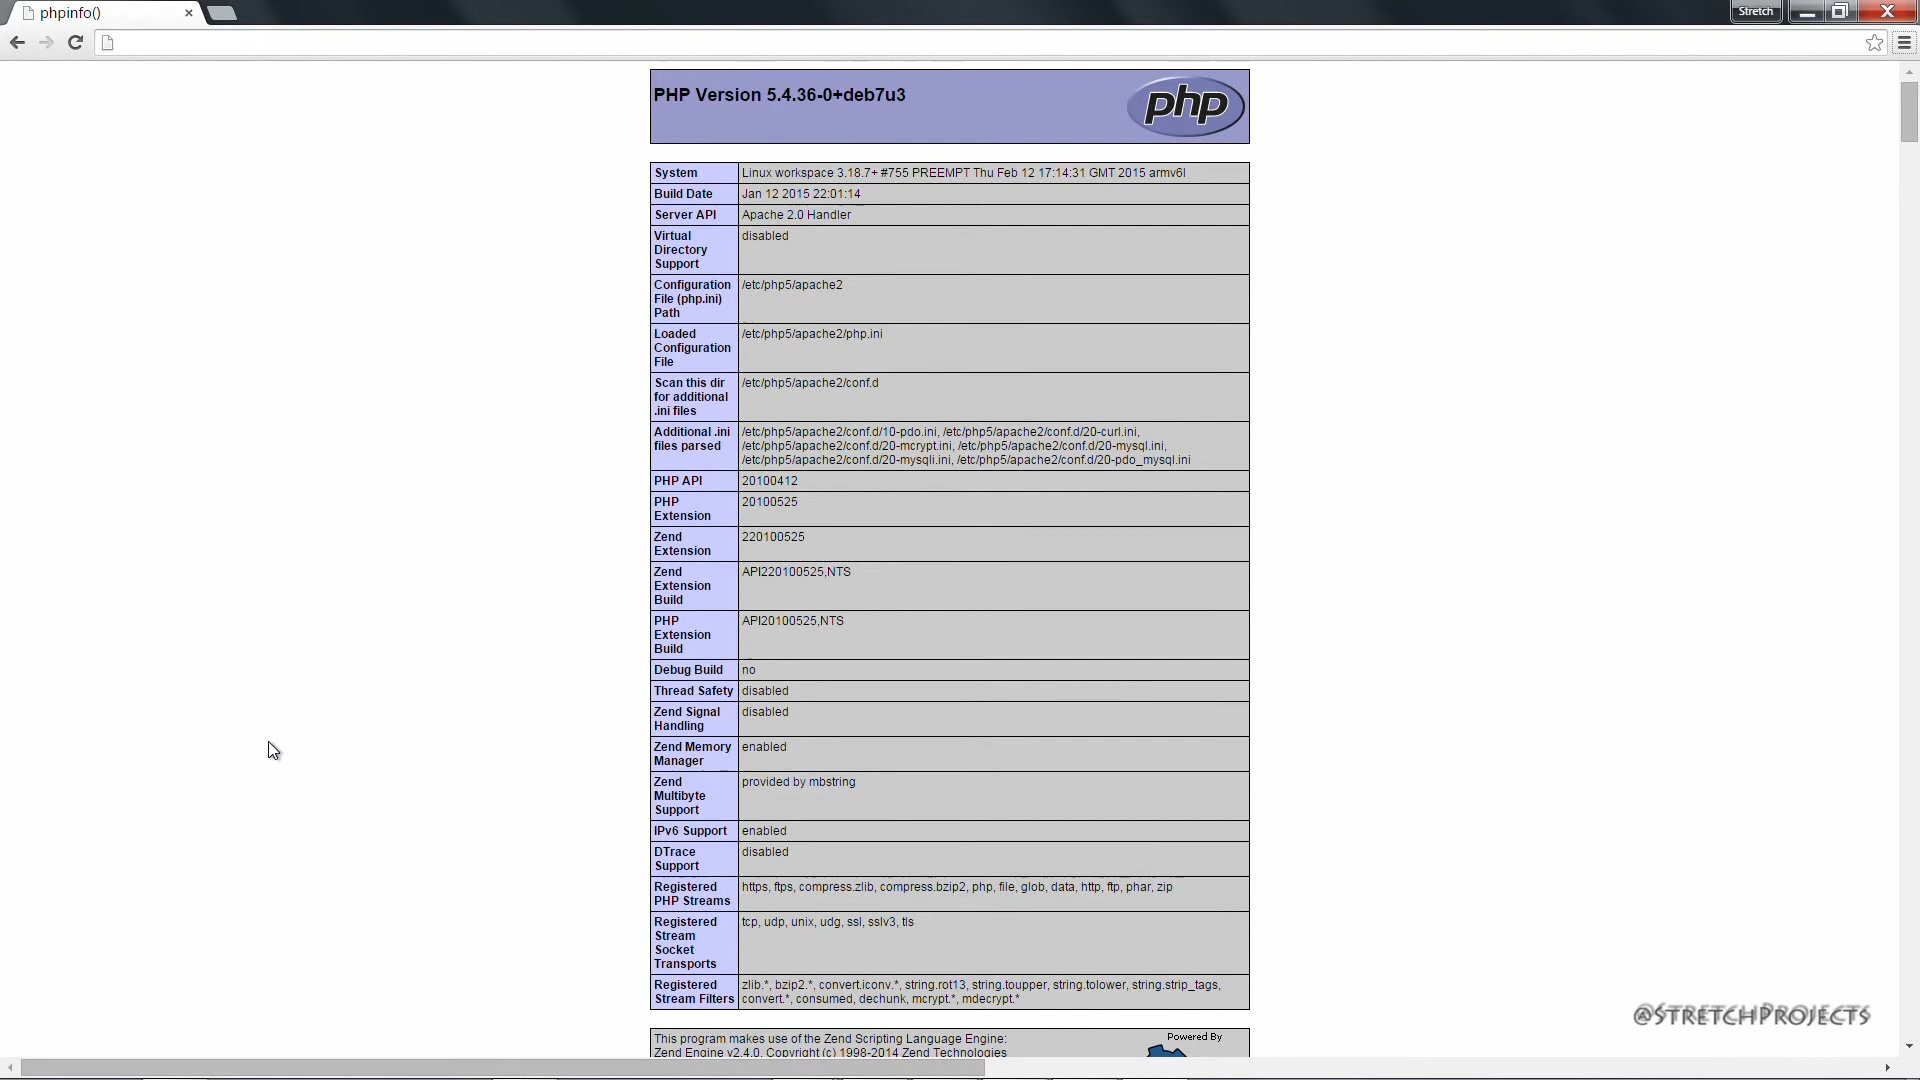 phpinfo()
Stretch
PHP Version 5.4.36-0+deb7u3
php
System
Linux workspace 3.18.7+ #755 PREEMPT Thu Feb 12 17:14:31 GMT 2015 armv6l
Build Date
Jan 12 2015 22:01:14
Server API
Apache 2.0 Handler
Virtual
Directory
Support
disabled
Configuration
File (php.ini)
Path
/etc/php5/apache2
Loaded
Configuration
File
/etc/php5/apache2/php.ini
Scan this dir
for additional
.ini files
/etc/php5/apache2/conf.d
Additional .ini
files parsed
/etc/php5/apache2/conf.d/10-pdo.ini, /etc/php5/apache2/conf.d/20-curl.ini,
/etc/php5/apache2/conf.d/20-mcrypt.ini, /etc/php5/apache2/conf.d/20-mysql.ini,
/etc/php5/apache2/conf.d/20-mysqli.ini, /etc/php5/apache2/conf.d/20-pdo_mysql.ini
PHP API
20100412
PHP
Extension
20100525
Zend
Extension
220100525
Zend
Extension
Build
API220100525,NTS
PHP
Extension
Build
API20100525,NTS
Debug Build
no
Thread Safety
disabled
Zend Signal
Handling
disabled
Zend Memory
Manager
enabled
Zend
Multibyte
Support
provided by mbstring
IPv6 Support
enabled
DTrace
Support
disabled
Registered
PHP Streams
https, ftps, compress.zlib, compress.bzip2, php, file, glob, data, http, ftp, phar, zip
Registered
Stream
Socket
Transports
tcp, udp, unix, udg, ssl, sslv3, tls
Registered
Stream Filters
zlib.*, bzip2.*, convert.iconv.*, string.rot13, string.toupper, string.tolower, string.strip_tags,
convert.*, consumed, dechunk, mcrypt.*, mdecrypt.*
This program makes use of the Zend Scripting Language Engine:
Zend Engine v2.4.0, Copyright (c) 1998-2014 Zend Technologies
Powered By
@StretchProjects